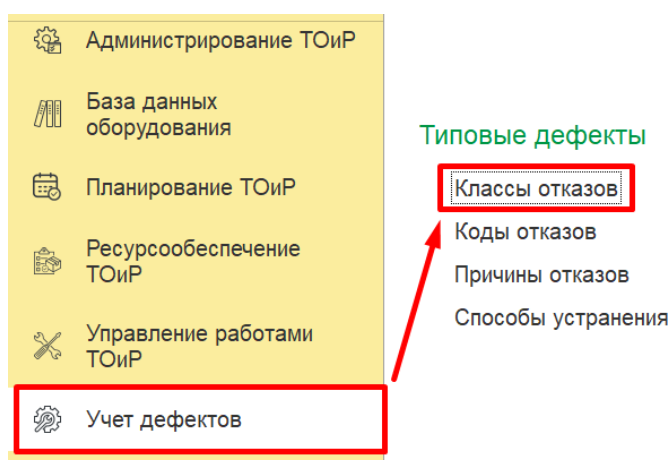 Администрирование ТОиР
База данных
оборудования
Планирование ТОиР
Ресурсообеспечение
ТОиР
Управление работами
ТОиР
Учет дефектов
Типовые дефекты
Классы отказов
Коды отказов
Причины отказов
Способы устранения